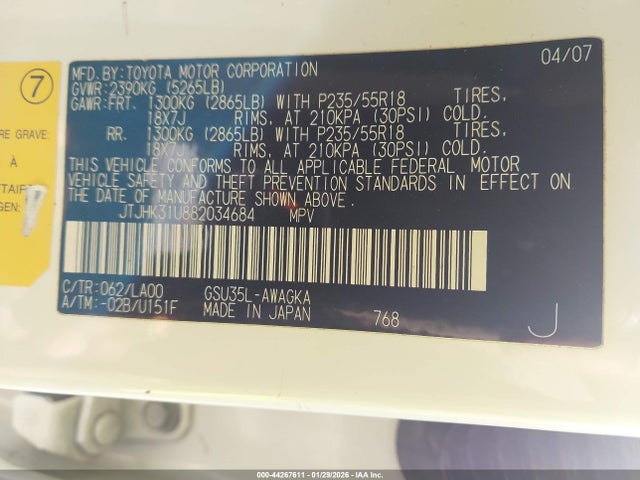 04/07
MFD.BY:TOYOTA MOTOR CORPORATION
GVWR:2390KG (5265LB)
GAWR:FRT. 1300KG (2865LB) WITH P235/55R18 TIRES,
18X7J RIMS, AT 210KPA (30PSI) COLD.
RR. 1300KG (2865LB) WITH P235/55R18 TIRES,
18X7J RIMS, AT 210KPA (30PSI) COLD.
THIS VEHICLE CONFORMS TO ALL APPLICABLE FEDERAL MOTOR
VEHICLE SAFETY AND THEFT PREVENTION STANDARDS IN EFFECT ON
THE DATE OF MANUFACTURE SHOWN ABOVE.
JTJHK31U882034684 MPV
C/TR:062/LA00 GSU35L-AWAGKA
A/TM:-02B/U151F MADE IN JAPAN 768
J
7
RE GRAVE:
À
TAIF
GEN:
000-44267611 - 01/29/2026 - IAA Inc.